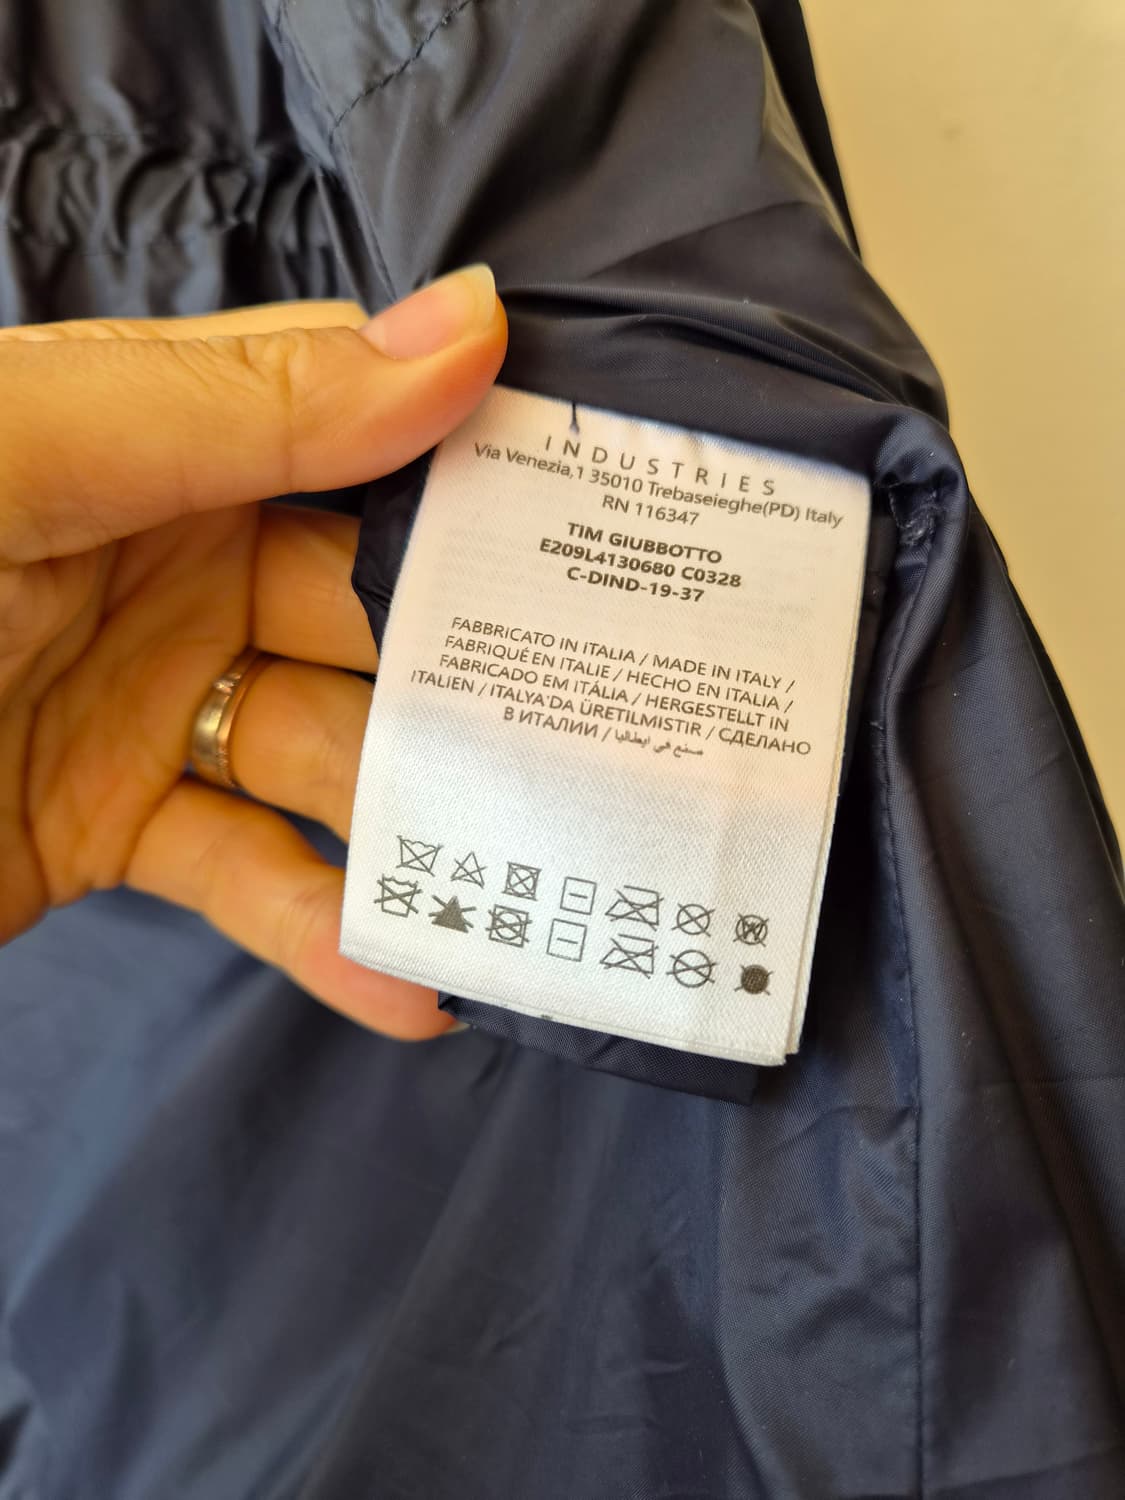 INDUSTRIES
Via Venezia,1 35010 Trebaseieghe(PD) Italy
RN 116347
TIM GIUBBOTTO
E209L4130680 C0328
C-DIND-19-37
FABBRICATO IN ITALIA / MADE IN ITALY /
FABRIQUÉ EN ITALIE / HECHO EN ITALIA /
FABRICADO EM ITÁLIA / HERGESTELLT IN
ITALIEN / ITALYA'DA ÜRETILMISTIR / СДЕЛАНО
В ИТАЛИИ / صنع في ايطاليا
W